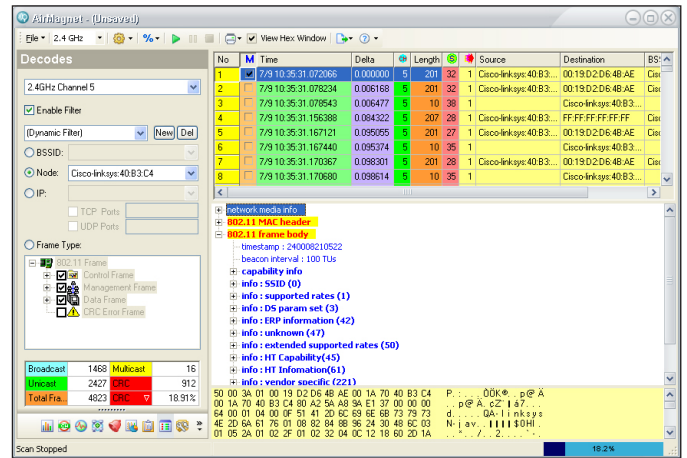 AirMagnet - (Unsaved)
File 2.4 GHz View Hex Window
Decodes
2.4GHz Channel 5
Enable Filter
(Dynamic Filter) New Del
BSSID:
Node: Cisco-linksys:40:B3:C4
IP:
TCP Ports
UDP Ports
Frame Type:
802.11 Frame
Control Frame
Management Frame
Data Frame
CRC Error Frame
Broadcast 1468 Multicast 16
Unicast 2427 CRC 912
Total Fra... 4823 CRC 18.91%
No M Time Delta CH Length S Source Destination BSS
1 7/9 10:35:31.072066 0.000000 5 201 32 1 Cisco-linksys:40:B3:... 00:19:D2:D6:4B:AE Cisc
2 7/9 10:35:31.078234 0.006168 5 201 32 1 Cisco-linksys:40:B3:... 00:19:D2:D6:4B:AE Cisc
3 7/9 10:35:31.078543 0.006477 5 10 38 1 Cisco-linksys:40:B3:...
4 7/9 10:35:31.156388 0.084322 5 207 28 1 Cisco-linksys:40:B3:... FF:FF:FF:FF:FF:FF Cisc
5 7/9 10:35:31.167121 0.095055 5 201 27 1 Cisco-linksys:40:B3:... 00:19:D2:D6:4B:AE Cisc
6 7/9 10:35:31.167440 0.095374 5 10 35 1 Cisco-linksys:40:B3:...
7 7/9 10:35:31.170367 0.098301 5 201 28 1 Cisco-linksys:40:B3:... 00:19:D2:D6:4B:AE Cisc
8 7/9 10:35:31.170680 0.098614 5 10 35 1 Cisco-linksys:40:B3:...
network media info
802.11 MAC header
802.11 frame body
timestamp : 240008210522
beacon interval : 100 TUs
capability info
info : SSID (0)
info : supported rates (1)
info : DS param set (3)
info : ERP information (42)
info : unknown (47)
info : extended supported rates (50)
info : HT Capability(45)
info : HT Infomation(61)
info : vendor specific (221)
50 00 3A 01 00 19 D2 D6 4B AE 00 1A 70 40 B3 C4
00 1A 70 40 B3 C4 80 A2 5A A8 9A E1 37 00 00 00
64 00 01 04 00 0F 51 41 2D 6C 69 6E 6B 73 79 73
4E 2D 6A 61 76 01 08 82 84 8B 96 24 30 48 6C 03
01 05 2A 01 02 2F 01 02 32 04 0C 12 18 60 2D 1A
Scan Stopped 18.2%